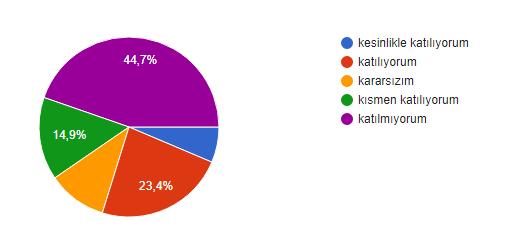 44,7%
14,9%
23,4%
kesinlikle katılıyorum
katılıyorum
kararsızım
kısmen katılıyorum
katılmıyorum